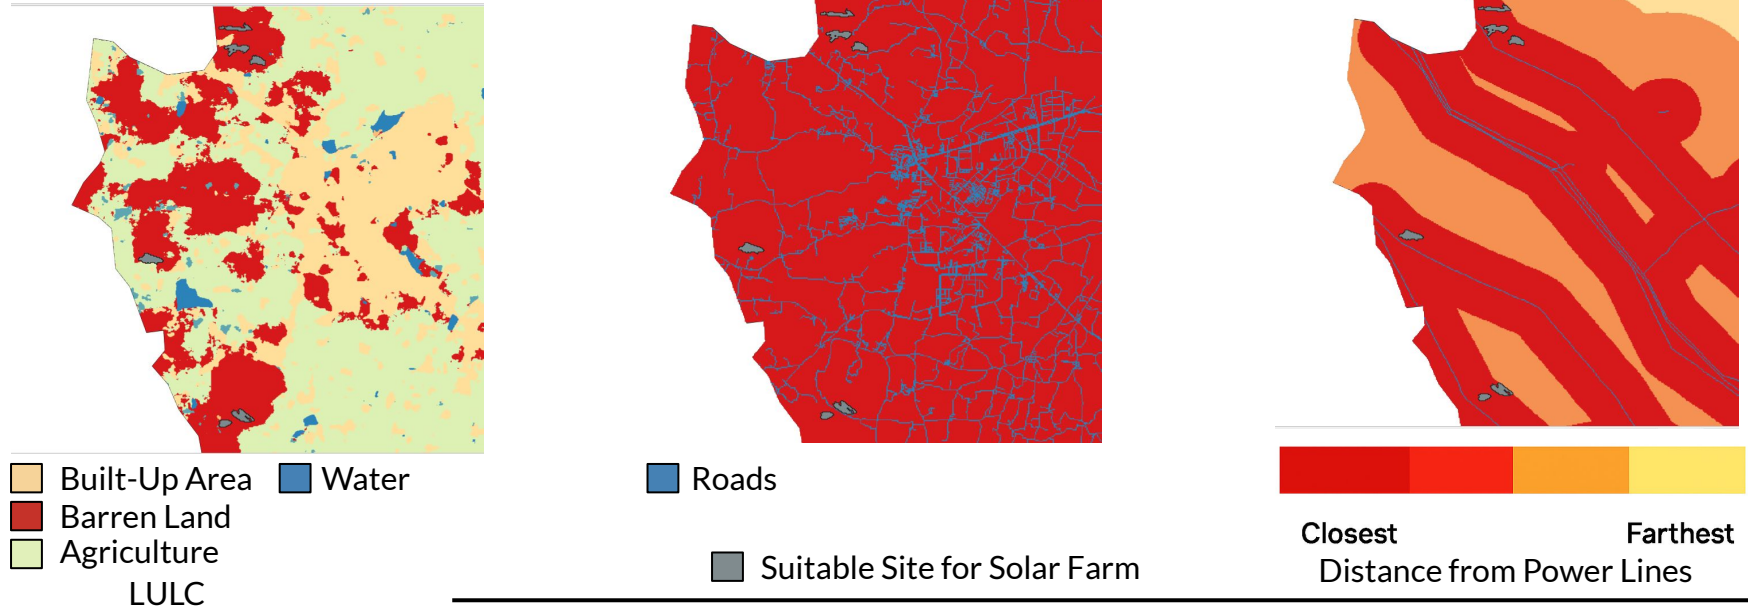 Built-Up Area
Water
Roads
Barren Land
Closest
Farthest
Agriculture
Suitable Site for Solar Farm
Distance from Power Lines
LULC